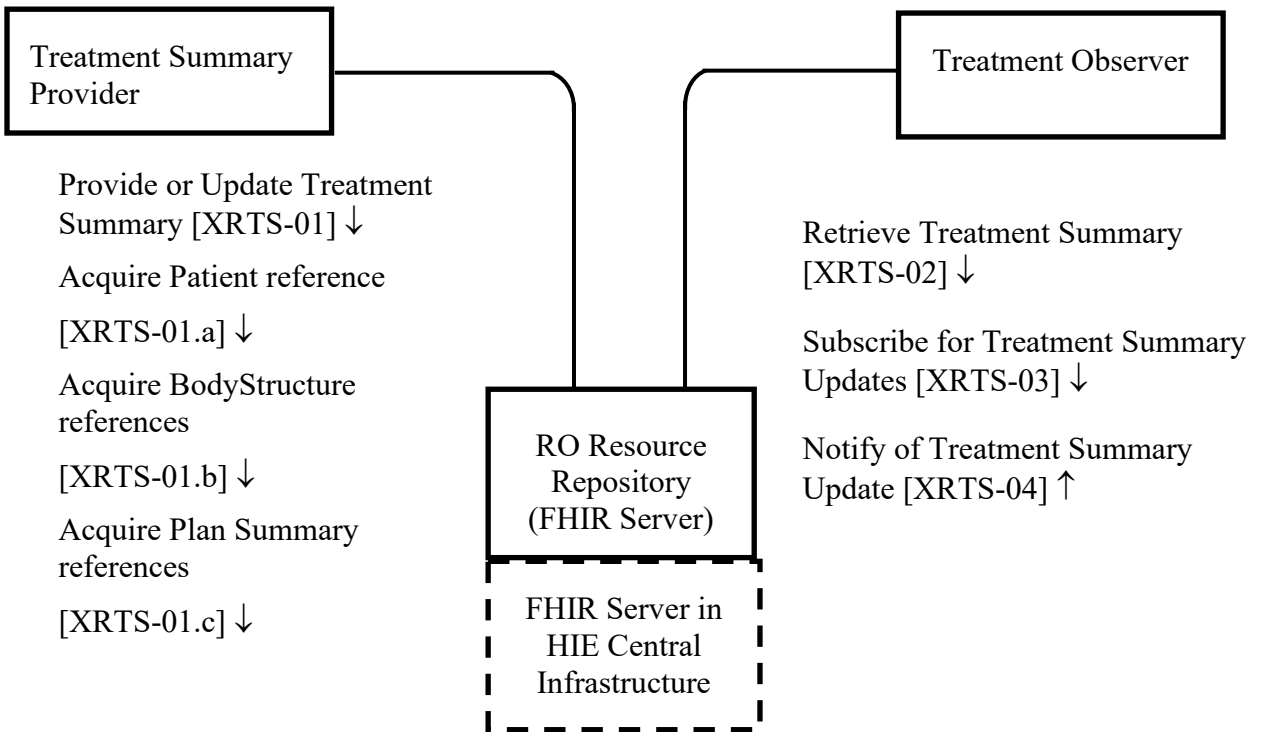 Treatment Summary
Provider
Treatment Observer
Provide or Update Treatment
Summary [XRTS-01] ↓
Acquire Patient reference
[XRTS-01.a] ↓
Acquire BodyStructure
references
[XRTS-01.b] ↓
Acquire Plan Summary
references
[XRTS-01.c] ↓
Retrieve Treatment Summary
[XRTS-02] ↓
Subscribe for Treatment Summary
Updates [XRTS-03] ↓
Notify of Treatment Summary
Update [XRTS-04] ↑
RO Resource
Repository
(FHIR Server)
FHIR Server in
HIE Central
Infrastructure